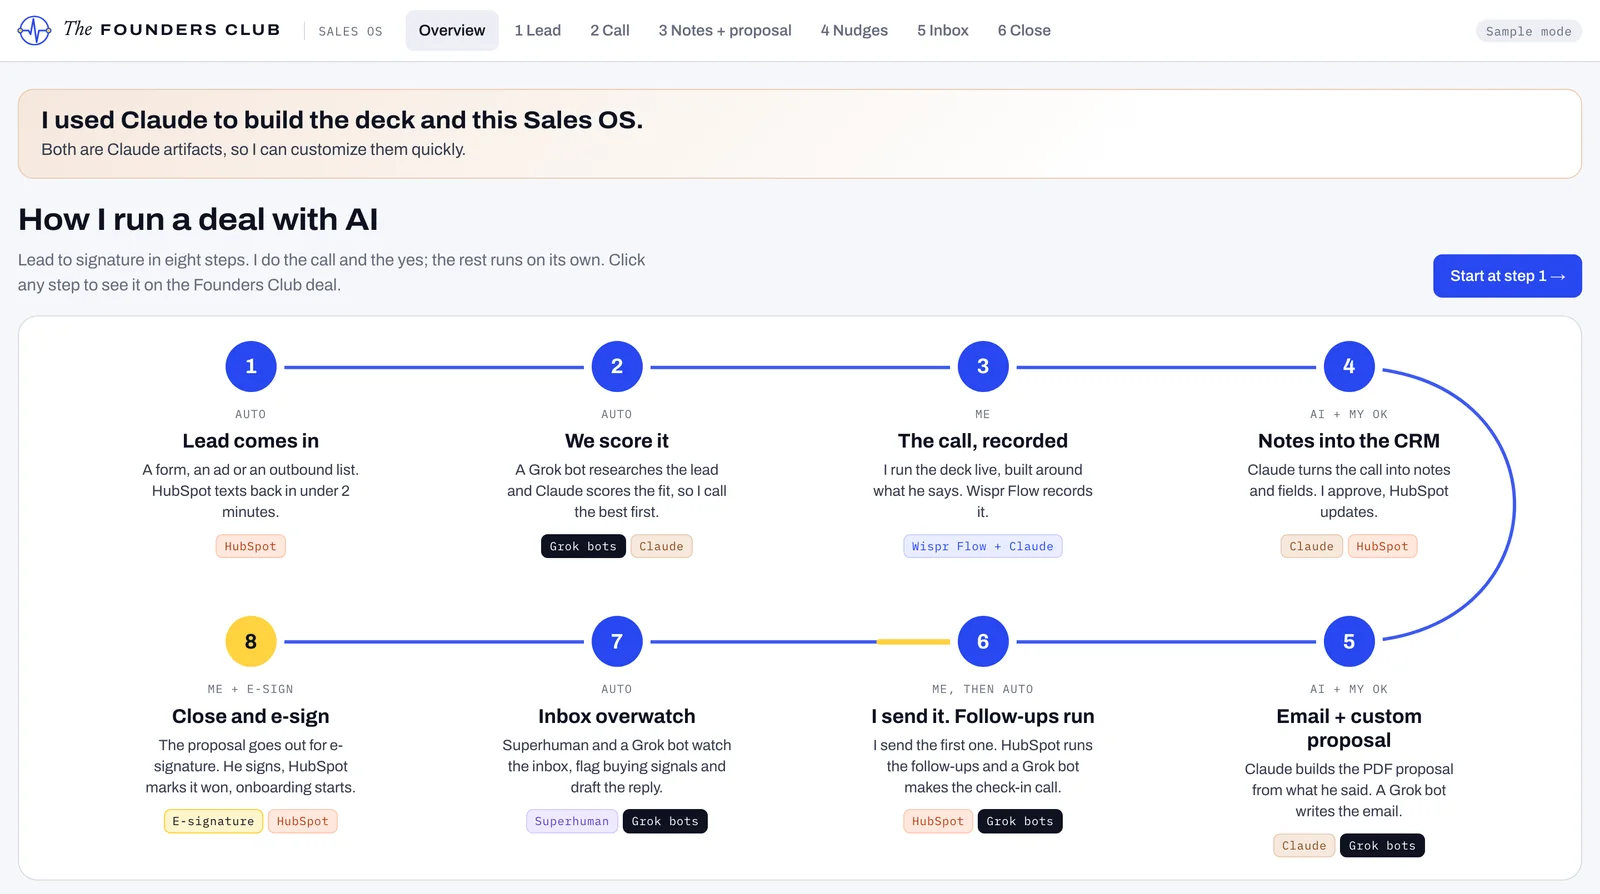 The FOUNDERS CLUB
SALES OS
Overview
1 Lead
2 Call
3 Notes + proposal
4 Nudges
5 Inbox
6 Close
Sample mode
I used Claude to build the deck and this Sales OS.
Both are Claude artifacts, so I can customize them quickly.
How I run a deal with AI
Lead to signature in eight steps. I do the call and the yes; the rest runs on its own. Click
any step to see it on the Founders Club deal.
Start at step 1 →
1
AUTO
Lead comes in
A form, an ad or an outbound list.
HubSpot texts back in under 2
minutes.
HubSpot
2
AUTO
We score it
A Grok bot researches the lead
and Claude scores the fit, so I call
the best first.
Grok bots
Claude
3
ME
The call, recorded
I run the deck live, built around
what he says. Wispr Flow records
it.
Wispr Flow + Claude
4
AI + MY OK
Notes into the CRM
Claude turns the call into notes
and fields. I approve, HubSpot
updates.
Claude
HubSpot
8
ME + E-SIGN
Close and e-sign
The proposal goes out for e-
signature. He signs, HubSpot
marks it won, onboarding starts.
E-signature
HubSpot
7
AUTO
Inbox overwatch
Superhuman and a Grok bot watch
the inbox, flag buying signals and
draft the reply.
Superhuman
Grok bots
6
ME, THEN AUTO
I send it. Follow-ups run
I send the first one. HubSpot runs
the follow-ups and a Grok bot
makes the check-in call.
HubSpot
Grok bots
5
AI + MY OK
Email + custom
proposal
Claude builds the PDF proposal
from what he said. A Grok bot
writes the email.
Claude
Grok bots